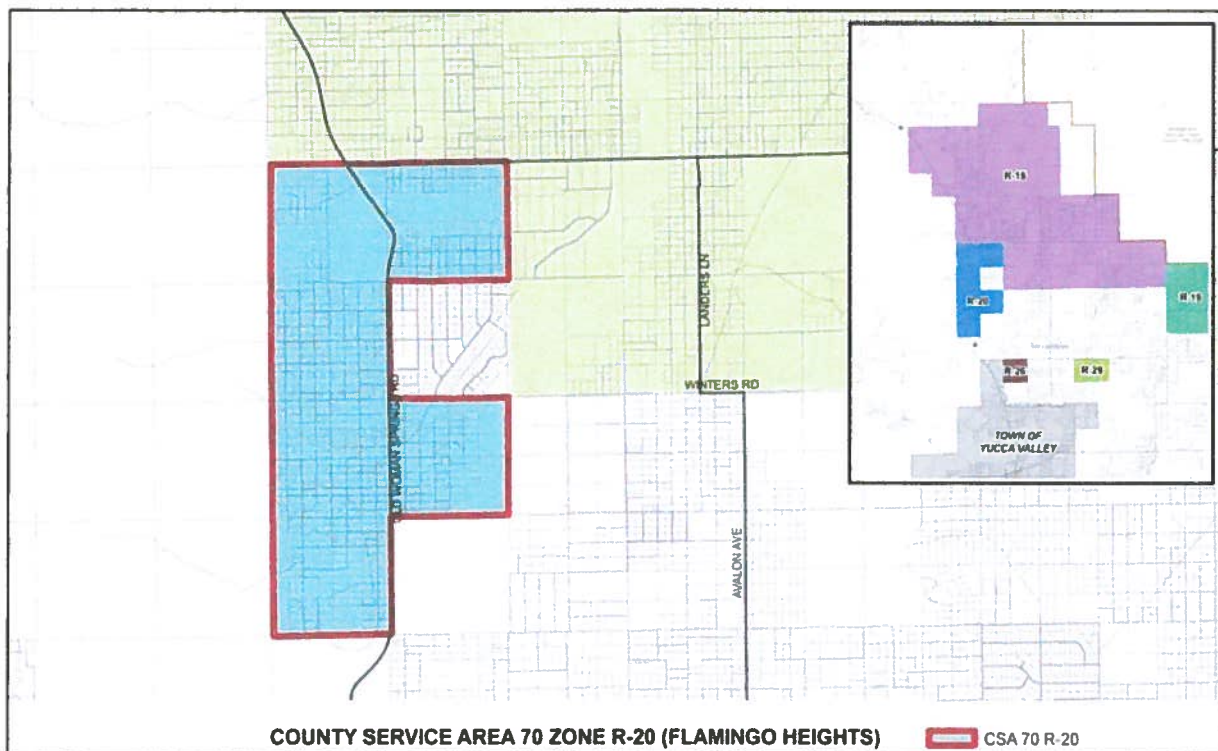 R-15
R-20
R-19
R-26
R-29
TOWN OF
YUCCA VALLEY
LANDERS LN
WINTERS RD
OLD WOMAN SPRINGS RD
AVALON AVE
COUNTY SERVICE AREA 70 ZONE R-20 (FLAMINGO HEIGHTS)
CSA 70 R-20